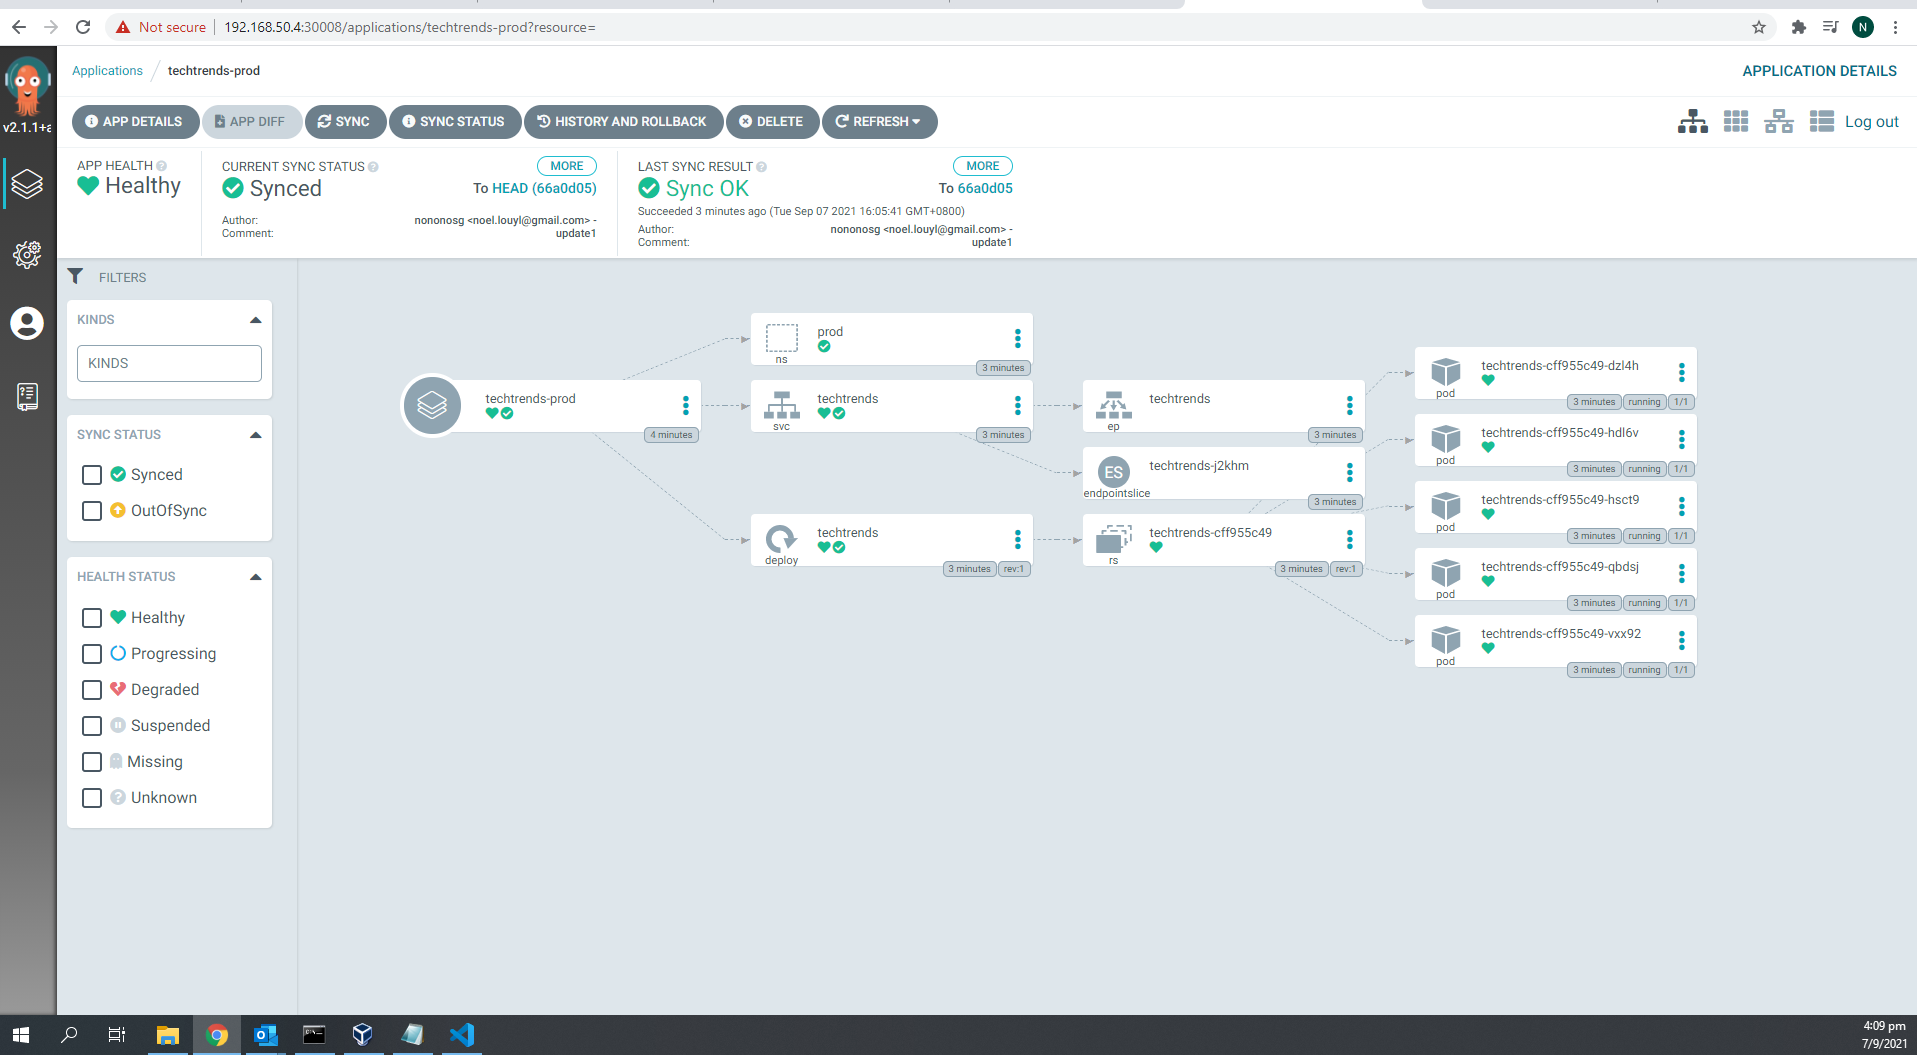 Not secure | 192.168.50.4:30008/applications/techtrends-prod?resource=
N
v2.1.1+a
Applications / techtrends-prod
APPLICATION DETAILS
APP DETAILS
APP DIFF
SYNC
SYNC STATUS
HISTORY AND ROLLBACK
DELETE
REFRESH
Log out
APP HEALTH
Healthy
CURRENT SYNC STATUS
MORE
Synced
To HEAD (66a0d05)
Author: nononosg <noel.louyl@gmail.com> -
Comment: update1
LAST SYNC RESULT
MORE
Sync OK
To 66a0d05
Succeeded 3 minutes ago (Tue Sep 07 2021 16:05:41 GMT+0800)
Author: nononosg <noel.louyl@gmail.com> -
Comment: update1
FILTERS
KINDS
KINDS
SYNC STATUS
Synced
OutOfSync
HEALTH STATUS
Healthy
Progressing
Degraded
Suspended
Missing
Unknown
techtrends-prod
4 minutes
prod
ns
3 minutes
techtrends
svc
3 minutes
techtrends
deploy
3 minutes rev:1
techtrends
ep
3 minutes
ES
techtrends-j2khm
endpointslice
3 minutes
techtrends-cff955c49
rs
3 minutes rev:1
techtrends-cff955c49-dzl4h
pod
3 minutes running 1/1
techtrends-cff955c49-hdl6v
pod
3 minutes running 1/1
techtrends-cff955c49-hsct9
pod
3 minutes running 1/1
techtrends-cff955c49-qbdsj
pod
3 minutes running 1/1
techtrends-cff955c49-vxx92
pod
3 minutes running 1/1
4:09 pm
7/9/2021